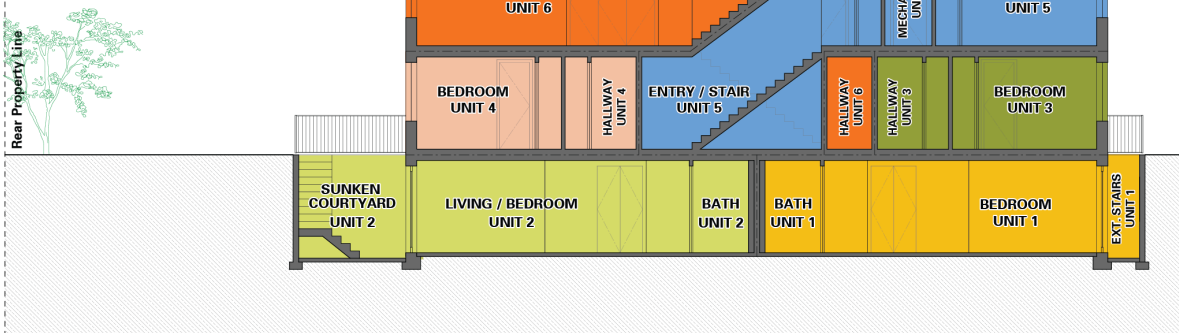 UNIT 6
UNIT 5
Rear Property Line
BEDROOM
UNIT 4
HALLWAY
UNIT 4
ENTRY / STAIR
UNIT 5
HALLWAY
UNIT 6
HALLWAY
UNIT 3
BEDROOM
UNIT 3
SUNKEN
COURTYARD
UNIT 2
LIVING / BEDROOM
UNIT 2
BATH
UNIT 2
BATH
UNIT 1
BEDROOM
UNIT 1
EXT. STAIRS
UNIT 1